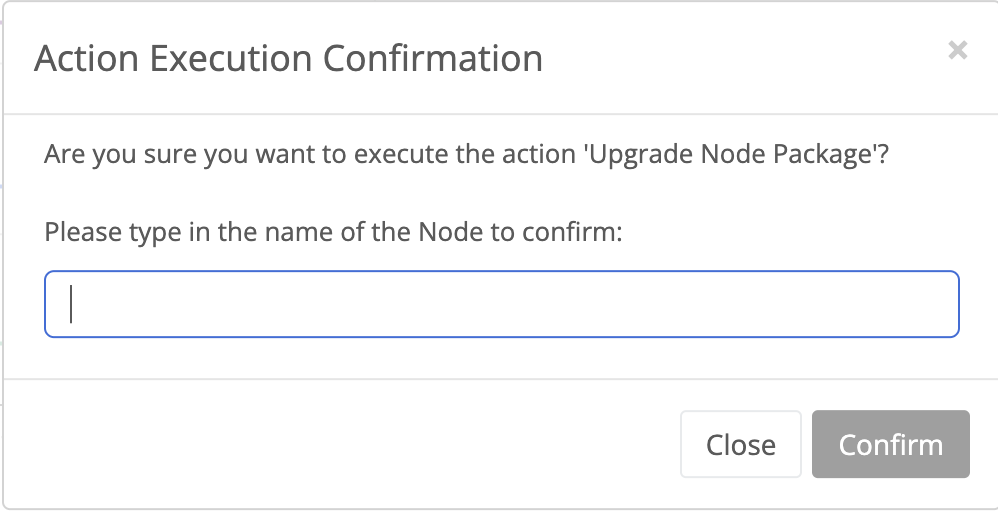 Action Execution Confirmation
×
Are you sure you want to execute the action 'Upgrade Node Package'?
Please type in the name of the Node to confirm:
Close
Confirm